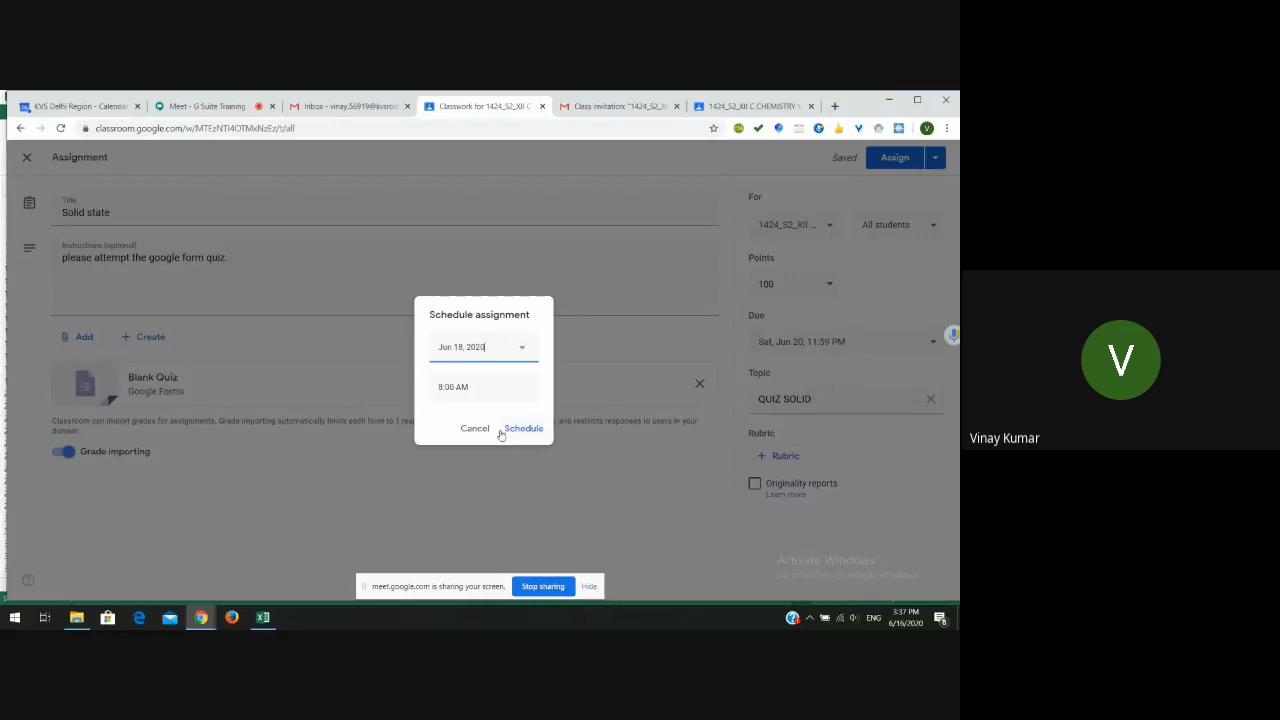 KVS Delhi Region - Calenda
Meet - G Suite Training
Inbox - vinay.56919@kvsrod
Classwork for 1424_S2_XII C
Class invitation: "1424_S2_XI
1424_S2_XII C CHEMISTRY
classroom.google.com/w/MTEzNTI4OTMxNzEz/t/all
V
Assignment
Saved
Assign
Title
Solid state
For
1424_S2_XII ...
All students
Instructions (optional)
please attempt the google form quiz.
Points
100
Schedule assignment
Due
Jun 18, 2020
Sat, Jun 20, 11:59 PM
Add
Create
Topic
Blank Quiz
Google Forms
8:00 AM
QUIZ SOLID
Classroom can import grades for assignments. Grade importing automatically limits each form to 1
and restricts responses to users in your
domain.
Cancel
Schedule
Rubric
Grade importing
Rubric
Originality reports
Learn more
Activate Windows
meet.google.com is sharing your screen.
Stop sharing
Hide
ENG
3:37 PM
6/16/2020
V
Vinay Kumar